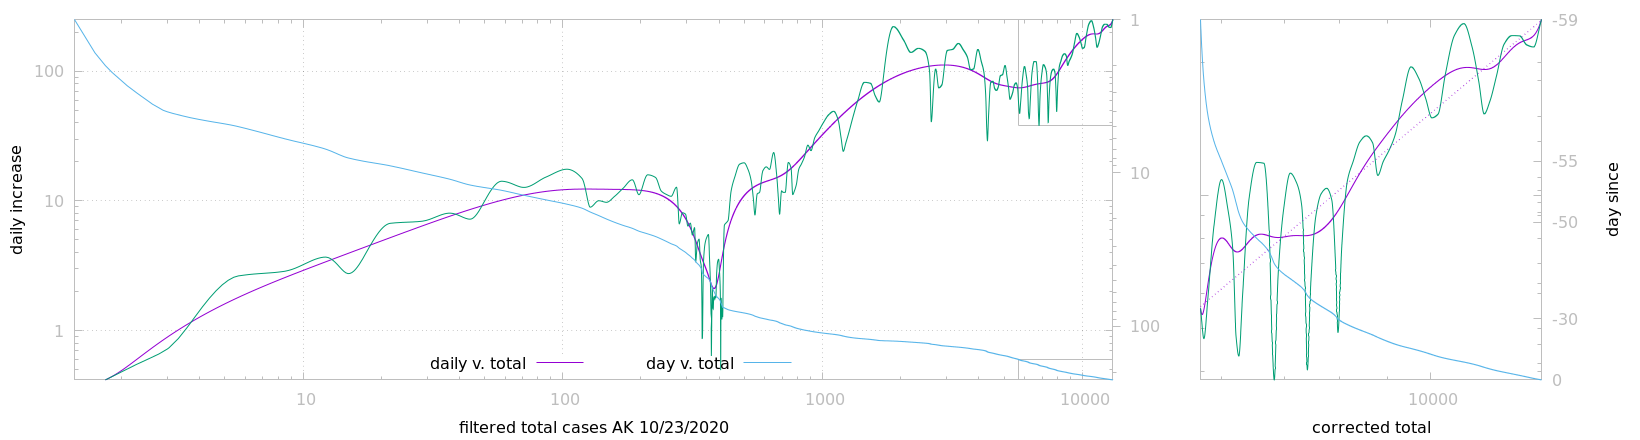 daily increase
100
10
1
daily v. total
day v. total
10
100
1000
10000
filtered total cases AK 10/23/2020
1
10
100
10000
corrected total
-59
-55
-50
-30
0
day since